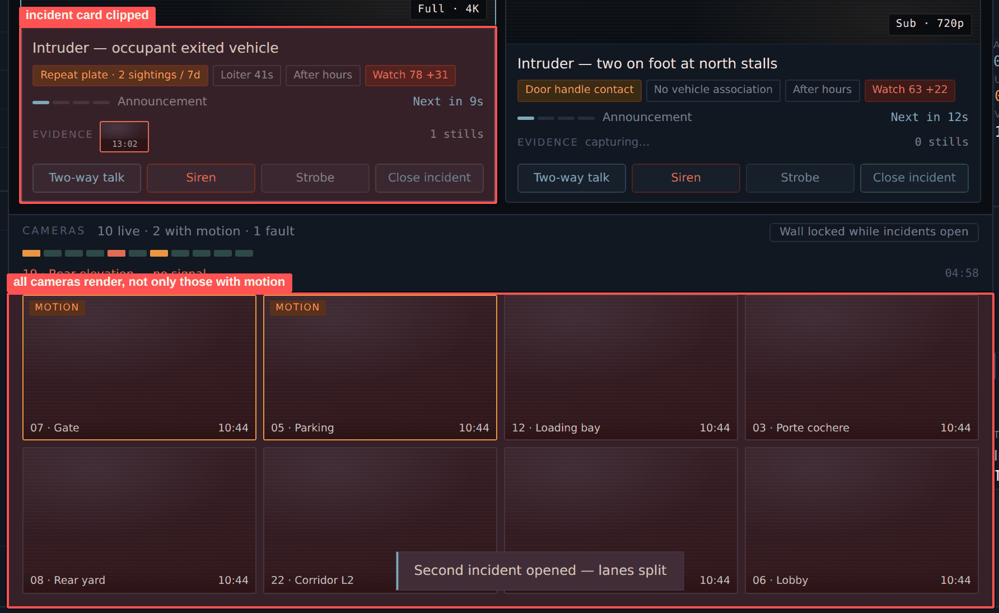 Full · 4K
incident card clipped
Intruder — occupant exited vehicle
Repeat plate · 2 sightings / 7d
Loiter 41s
After hours
Watch 78 +31
Announcement
Next in 9s
EVIDENCE
13:02
1 stills
Two-way talk
Siren
Strobe
Close incident
Sub · 720p
Intruder — two on foot at north stalls
Door handle contact
No vehicle association
After hours
Watch 63 +22
Announcement
Next in 12s
EVIDENCE capturing…
0 stills
Two-way talk
Siren
Strobe
Close incident
CAMERAS 10 live · 2 with motion · 1 fault
Wall locked while incidents open
19 · Rear elevation — no signal
04:58
all cameras render, not only those with motion
MOTION
07 · Gate 10:44
MOTION
05 · Parking 10:44
12 · Loading bay 10:44
03 · Porte cochere 10:44
08 · Rear yard 10:44
22 · Corridor L2
10:44
06 · Lobby 10:44
Second incident opened — lanes split